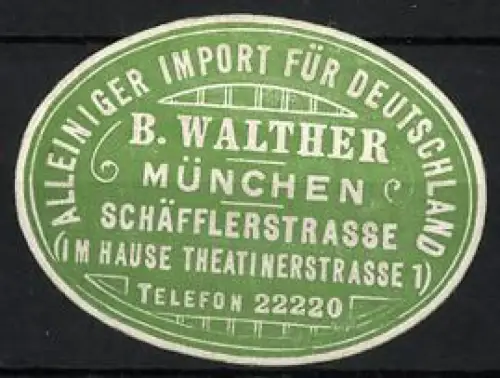 ALLEINIGER IMPORT FÜR DEUTSCHLAND
B. WALTHER
MÜNCHEN
SCHÄFFLERSTRASSE
(IM HAUSE THEATINERSTRASSE 1)
TELEFON 22220